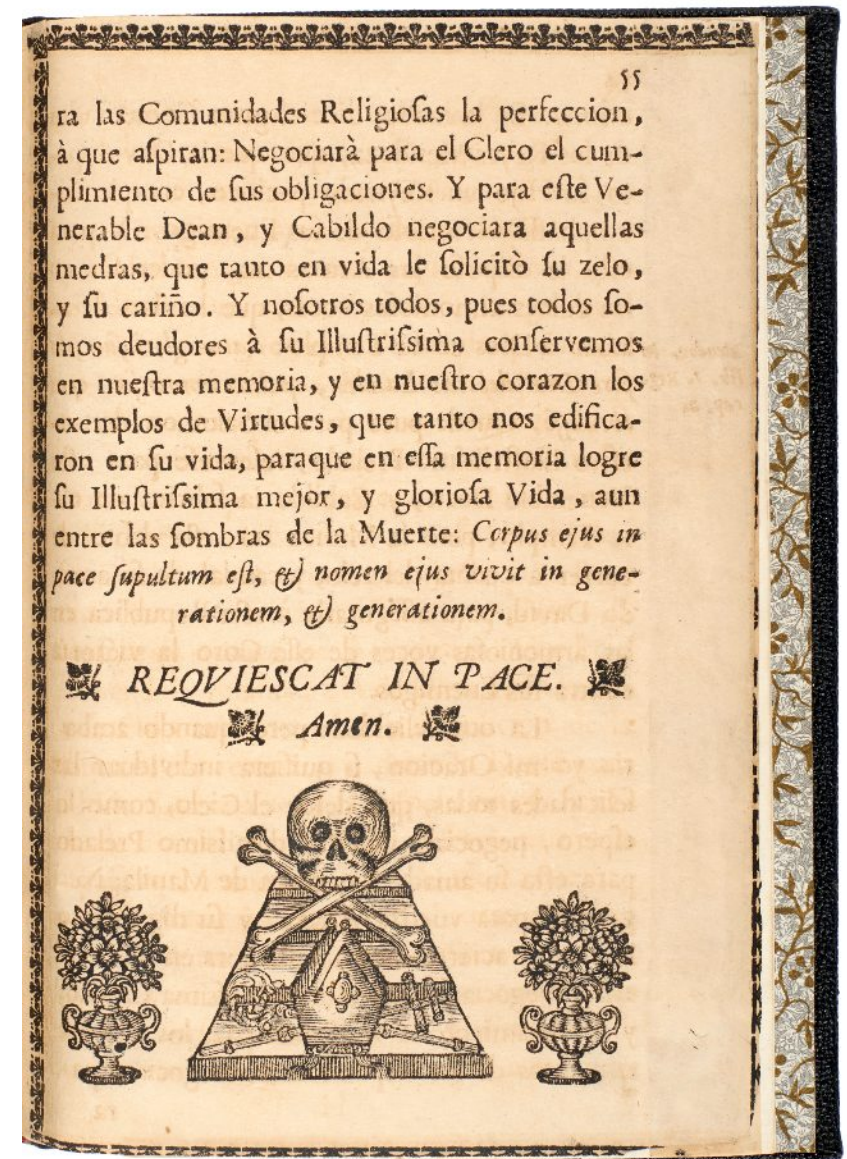 55
ra las Comunidades Religioſas la perfeccion,
à que aſpiran: Negociarà para el Clero el cum-
plimiento de ſus obligaciones. Y para eſte Ve-
nerable Dean, y Cabildo negociara aquellas
medras, que tanto en vida le ſolicitò ſu zelo,
y ſu cariño. Y noſotros todos, pues todos ſo-
mos deudores à ſu Illuſtriſsima conſervemos
en nueſtra memoria, y en nueſtro corazon los
exemplos de Virtudes, que tanto nos edifica-
ron en ſu vida, paraque en eſſa memoria logre
ſu Illuſtriſsima mejor, y glorioſa Vida, aun
entre las ſombras de la Muerte: Corpus ejus in
pace ſupultum eſt, & nomen ejus vivit in gene-
rationem, & generationem.
REQVIESCAT IN PACE.
Amen.